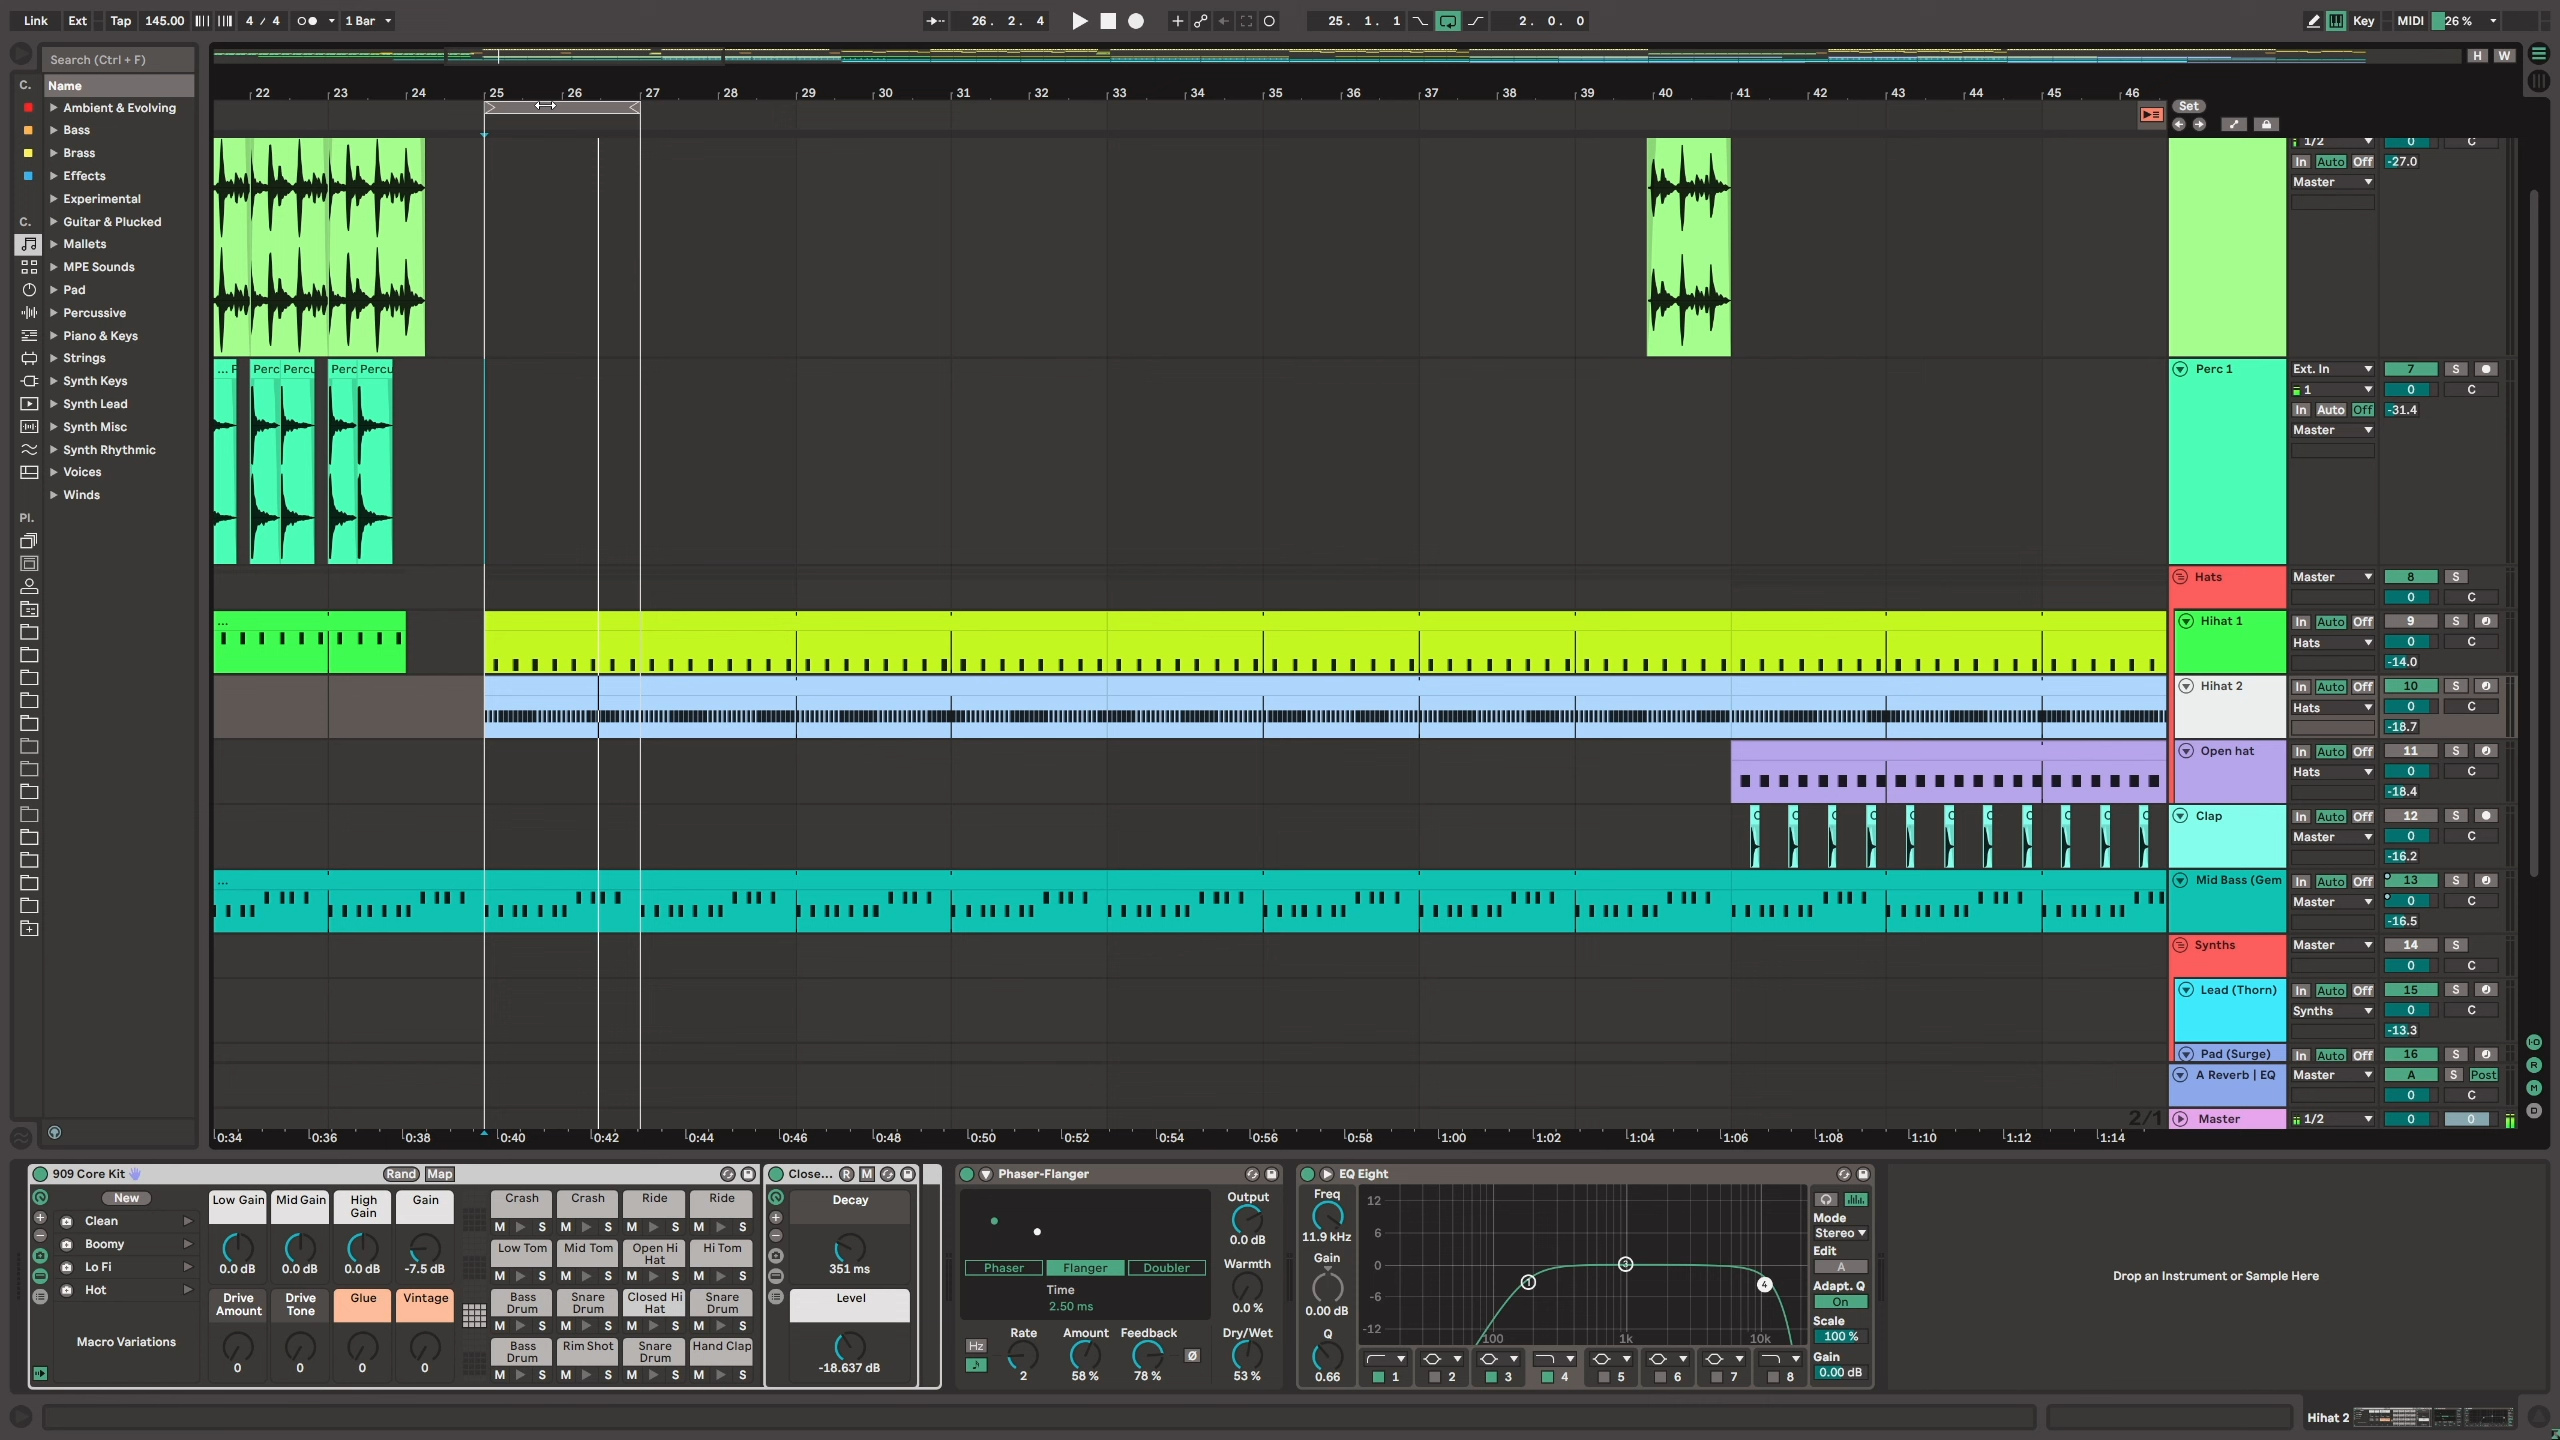 Link Ext Tap 145.00 4 / 4 1 Bar 26. 2. 4 25. 1. 1 2. 0. 0 Key MIDI 26 %
Search (Ctrl + F)
H W
C. Name
22 23 24 25 26 27 28 29 30 31 32 33 34 35 36 37 38 39 40 41 42 43 44 45 46
Set
Ambient & Evolving
Bass
Brass
Effects
Experimental
C. Guitar & Plucked
Mallets
MPE Sounds
Pad
Percussive
Piano & Keys
Strings
Synth Keys
Synth Lead
Synth Misc
Synth Rhythmic
Voices
Winds
Pl.
1/2 0 C
In Auto Off -27.0
Master
... P Perc Percu Perc Percu
Perc 1 Ext. In 7 S
1 0 C
In Auto Off -31.4
Master
Hats Master 8 S
0 C
...
Hihat 1 In Auto Off 9 S
Hats 0 C
-14.0
Hihat 2 In Auto Off 10 S
Hats 0 C
-18.7
Open hat In Auto Off 11 S
Hats 0 C
-18.4
C C C C C C C C C C C
Clap In Auto Off 12 S
Master 0 C
-16.2
...
Mid Bass (Gem In Auto Off 13 S
Master 0 C
-16.5
Synths Master 14 S
0 C
Lead (Thorn) In Auto Off 15 S
Synths 0 C
-13.3
Pad (Surge) In Auto Off 16 S
A Reverb | EQ Master A S Post
0 C
2/1 Master 1/2 0 0
0:34 0:36 0:38 0:40 0:42 0:44 0:46 0:48 0:50 0:52 0:54 0:56 0:58 1:00 1:02 1:04 1:06 1:08 1:10 1:12 1:14
909 Core Kit Rand Map
New
Clean
Boomy
Lo Fi
Hot
Macro Variations
Low Gain Mid Gain High Gain Gain
0.0 dB 0.0 dB 0.0 dB -7.5 dB
Drive Amount Drive Tone Glue Vintage
0 0 0 0
Crash Crash Ride Ride
M S M S M S M S
Low Tom Mid Tom Open Hi Hat Hi Tom
M S M S M S M S
Bass Drum Snare Drum Closed Hi Hat Snare Drum
M S M S M S M S
Bass Drum Rim Shot Snare Drum Hand Clap
M S M S M S M S
Close... R M
Decay
351 ms
Level
-18.637 dB
Phaser-Flanger
Phaser Flanger Doubler
Time
2.50 ms
Hz Rate Amount Feedback Ø
2 58 % 78 %
Output
0.0 dB
Warmth
0.0 %
Dry/Wet
53 %
EQ Eight
Freq
11.9 kHz
Gain
0.00 dB
Q
0.66
12
6
0
-6
-12
100 1k 10k
1 3 4
1 2 3 4 5 6 7 8
Mode
Stereo
Edit
A
Adapt. Q
On
Scale
100 %
Gain
0.00 dB
Drop an Instrument or Sample Here
Hihat 2